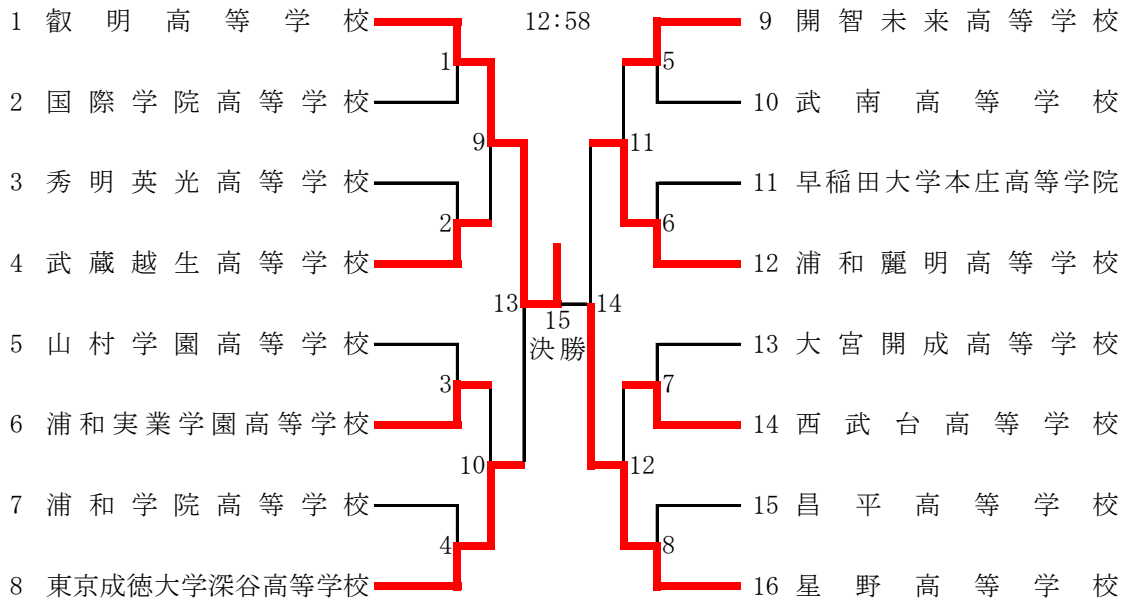 1 叡明高等学校 12:58 9 開智未来高等学校
1 5
2 国際学院高等学校 10 武南高等学校
9 11
3 秀明英光高等学校 11 早稲田大学本庄高等学院
2 6
4 武蔵越生高等学校 12 浦和麗明高等学校
13 14
15
5 山村学園高等学校 決勝 13 大宮開成高等学校
3 7
6 浦和実業学園高等学校 14 西武台高等学校
10 12
7 浦和学院高等学校 15 昌平高等学校
4 8
8 東京成徳大学深谷高等学校 16 星野高等学校